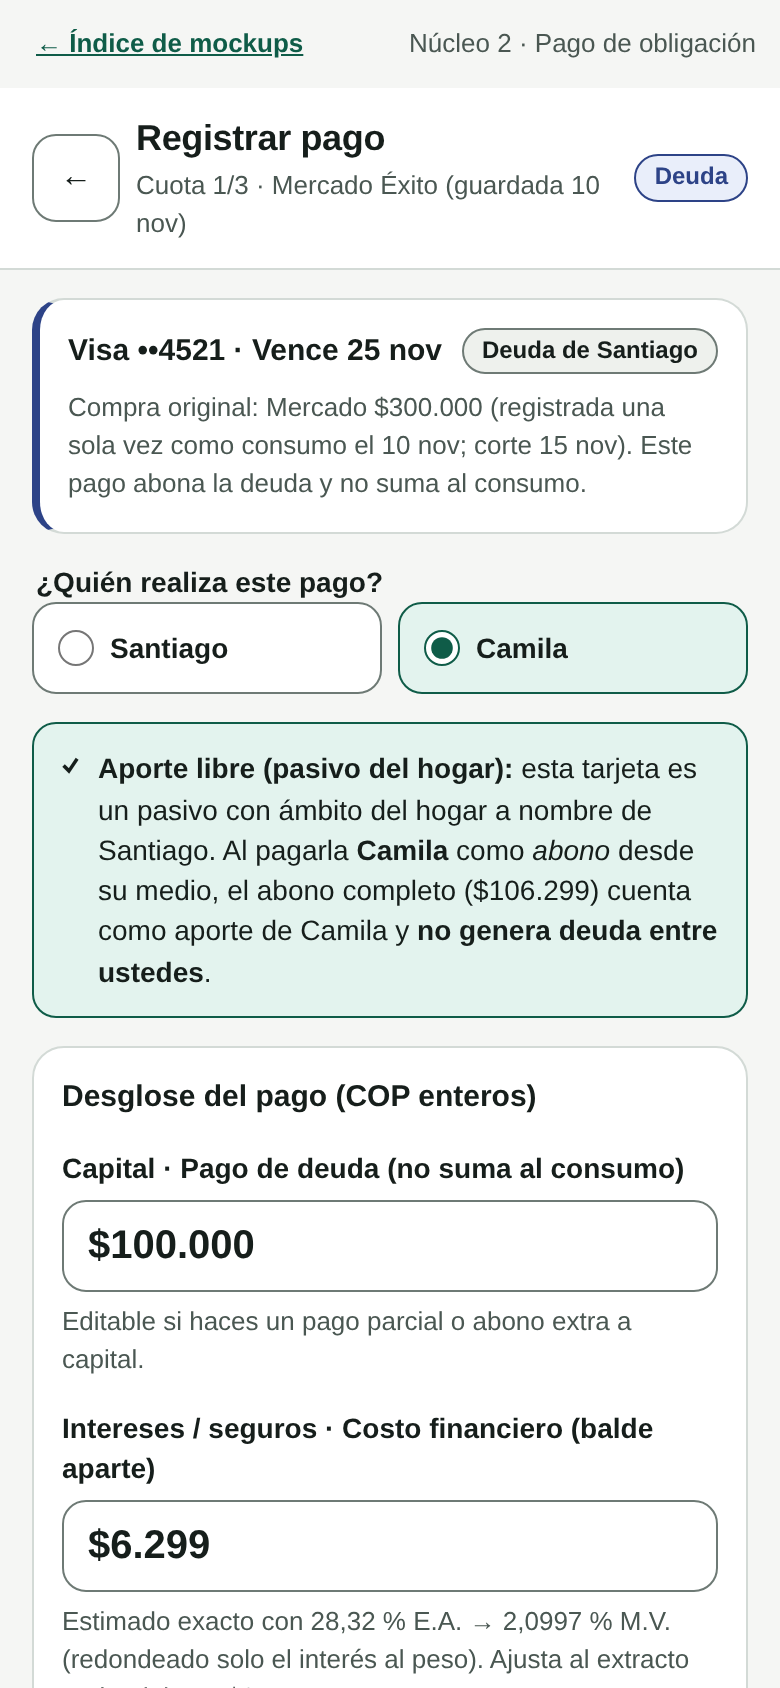 ← Índice de mockups
Núcleo 2 · Pago de obligación
←
Registrar pago
Cuota 1/3 · Mercado Éxito (guardada 10
nov)
Deuda
Visa ••4521 · Vence 25 nov
Deuda de Santiago
Compra original: Mercado $300.000 (registrada una
sola vez como consumo el 10 nov; corte 15 nov). Este
pago abona la deuda y no suma al consumo.
¿Quién realiza este pago?
Santiago
Camila
✓ Aporte libre (pasivo del hogar): esta tarjeta es
un pasivo con ámbito del hogar a nombre de
Santiago. Al pagarla Camila como abono desde
su medio, el abono completo ($106.299) cuenta
como aporte de Camila y no genera deuda entre
ustedes.
Desglose del pago (COP enteros)
Capital · Pago de deuda (no suma al consumo)
$100.000
Editable si haces un pago parcial o abono extra a
capital.
Intereses / seguros · Costo financiero (balde
aparte)
$6.299
Estimado exacto con 28,32 % E.A. → 2,0997 % M.V.
(redondeado solo el interés al peso). Ajusta al extracto